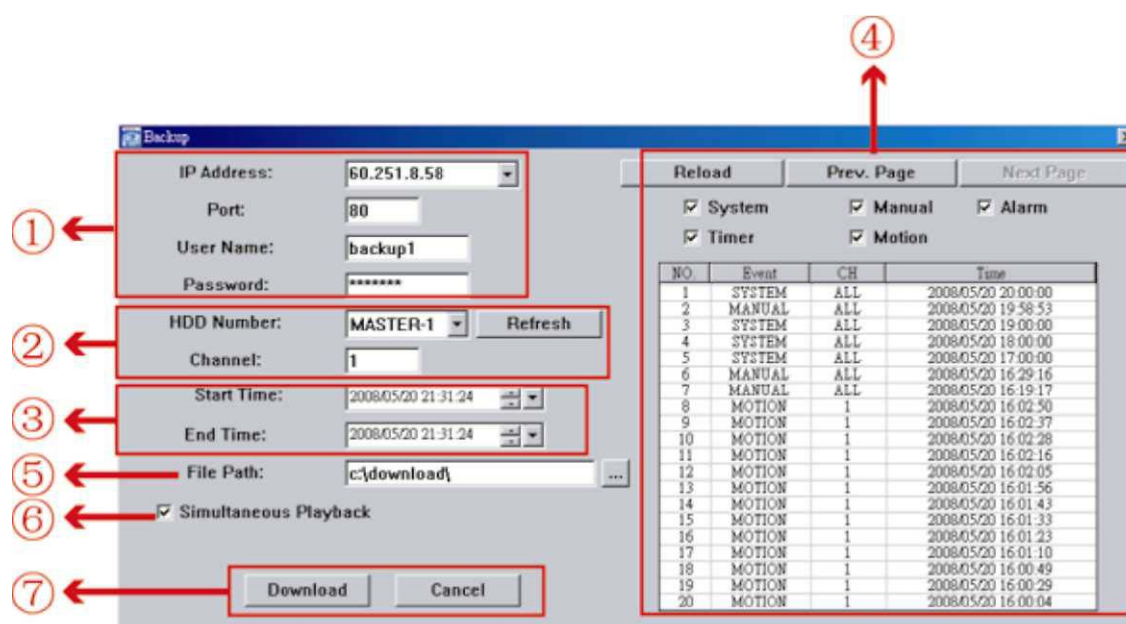 ④
Backup
IP Address: 60.251.8.58
Port: 80
User Name: backup1
Password: *******
①
HDD Number: MASTER-1 Refresh
Channel: 1
②
Start Time: 2008/05/20 21:31:24
End Time: 2008/05/20 21:31:24
③
⑤ File Path: c:\download\ ...
⑥ Simultaneous Playback
⑦ Download Cancel
Reload Prev. Page Next Page
System Manual Alarm
Timer Motion
NO. Event CH Time
1 SYSTEM ALL 2008/05/20 20:00:00
2 MANUAL ALL 2008/05/20 19:58:53
3 SYSTEM ALL 2008/05/20 19:00:00
4 SYSTEM ALL 2008/05/20 18:00:00
5 SYSTEM ALL 2008/05/20 17:00:00
6 MANUAL ALL 2008/05/20 16:29:16
7 MANUAL ALL 2008/05/20 16:19:17
8 MOTION 1 2008/05/20 16:02:50
9 MOTION 1 2008/05/20 16:02:37
10 MOTION 1 2008/05/20 16:02:28
11 MOTION 1 2008/05/20 16:02:16
12 MOTION 1 2008/05/20 16:02:05
13 MOTION 1 2008/05/20 16:01:56
14 MOTION 1 2008/05/20 16:01:43
15 MOTION 1 2008/05/20 16:01:33
16 MOTION 1 2008/05/20 16:01:23
17 MOTION 1 2008/05/20 16:01:10
18 MOTION 1 2008/05/20 16:00:49
19 MOTION 1 2008/05/20 16:00:29
20 MOTION 1 2008/05/20 16:00:04